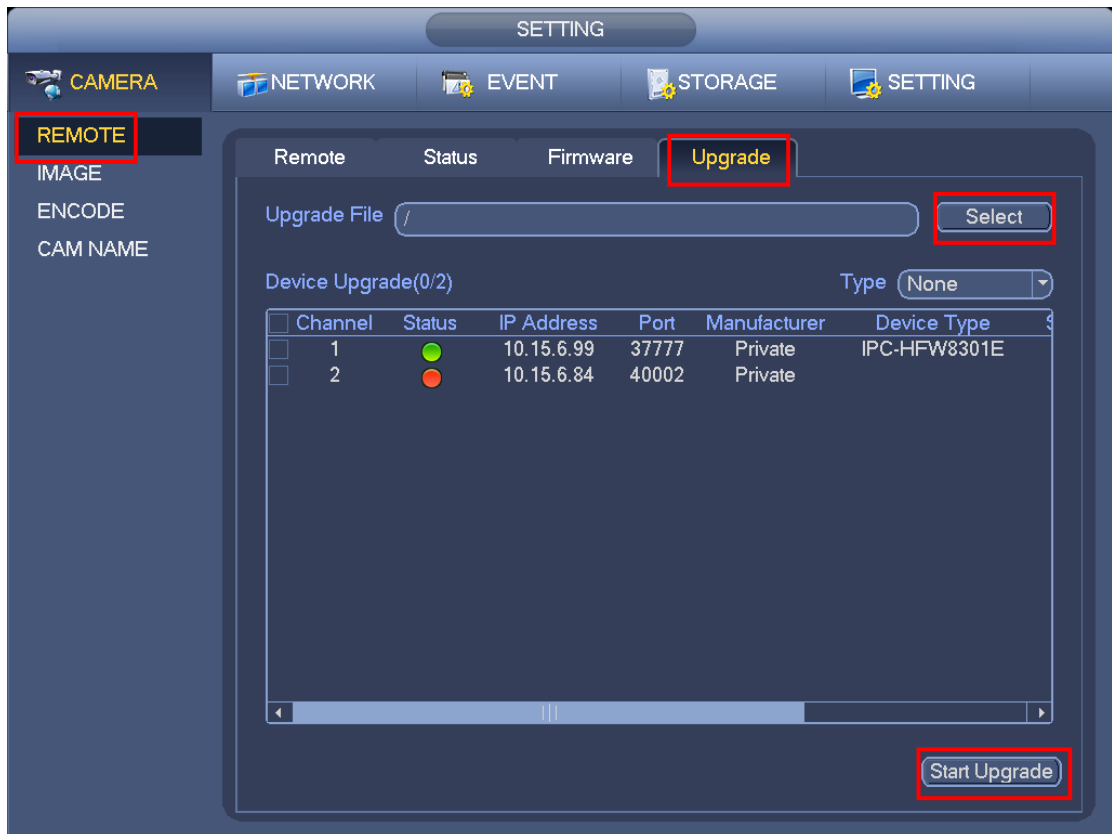 SETTING
CAMERA NETWORK EVENT STORAGE SETTING
REMOTE
IMAGE
ENCODE
CAM NAME
Remote Status Firmware Upgrade
Upgrade File / Select
Device Upgrade(0/2) Type None
Channel Status IP Address Port Manufacturer Device Type
1 10.15.6.99 37777 Private IPC-HFW8301E
2 10.15.6.84 40002 Private
Start Upgrade